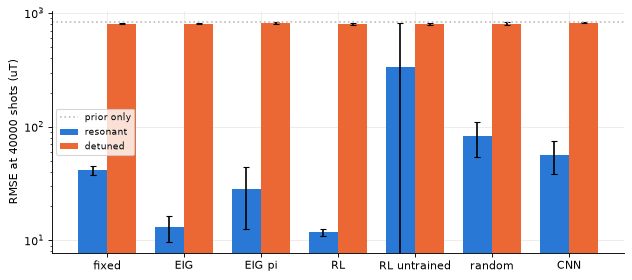 RMSE at 40000 shots (uT)
10³
10²
10¹
prior only
resonant
detuned
fixed
EIG
EIG pi
RL
RL untrained
random
CNN